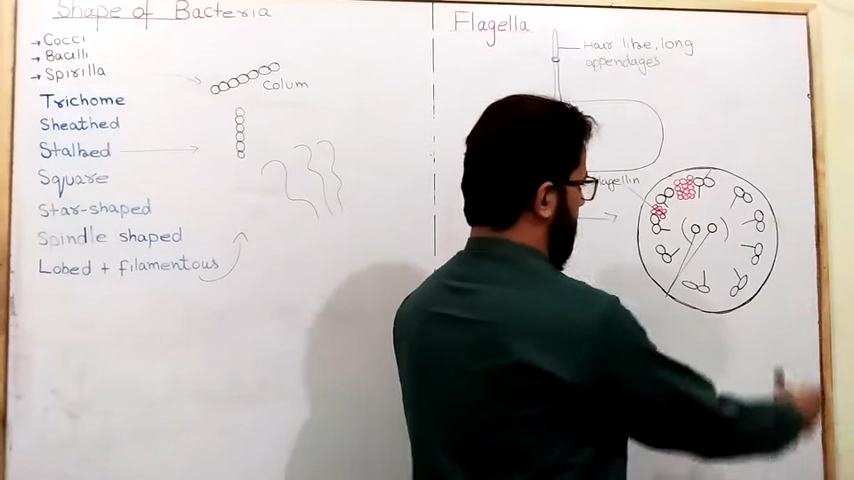 Shape of Bacteria
→ Cocci
→ Bacilli
→ Spirilla
Trichome
Sheathed
Stalked
Square
Star-shaped
Spindle shaped
Lobed + filamentous
Colum
Flagella
Hair like, long
appendages